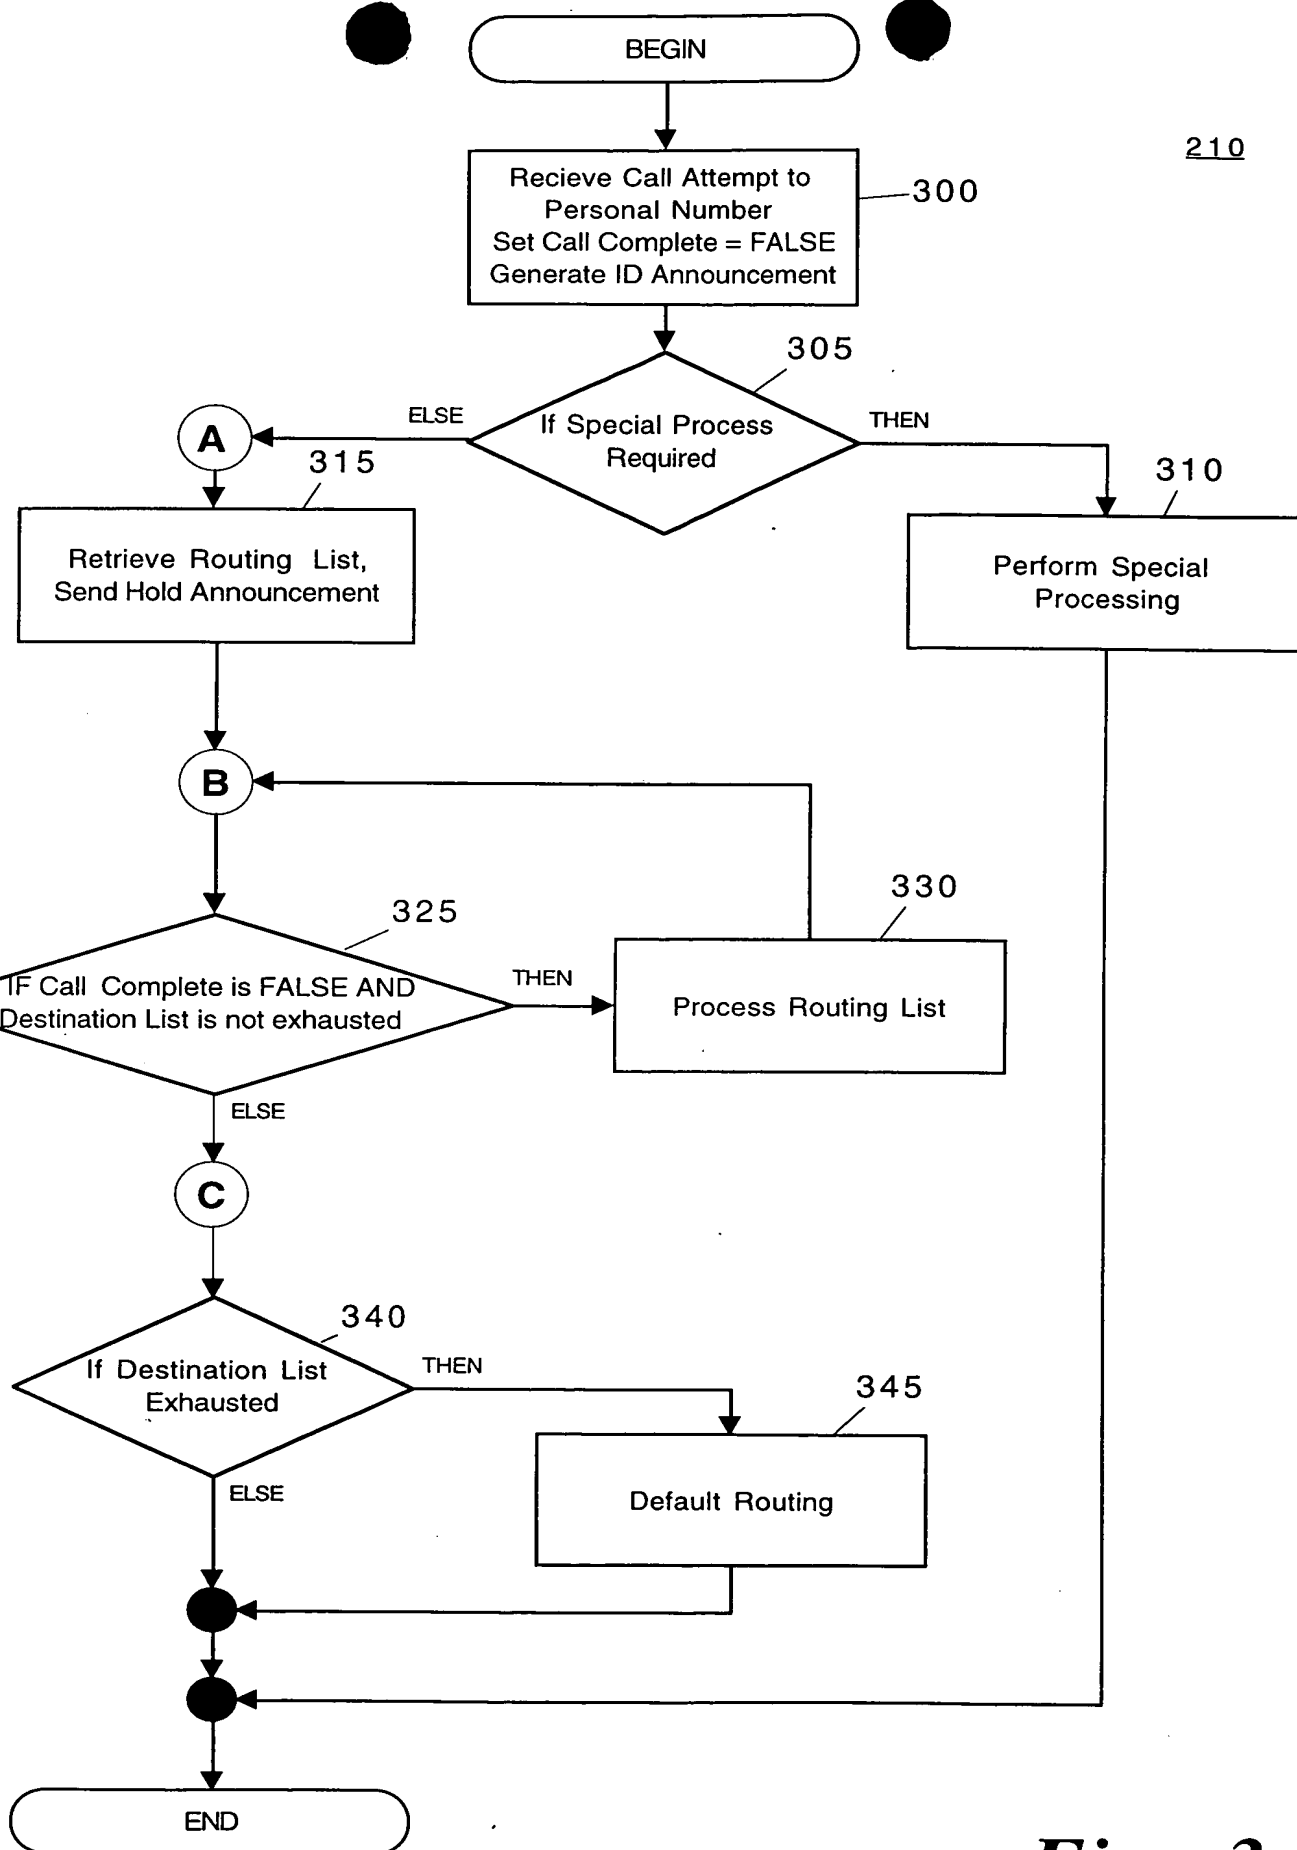 BEGIN
210
Recieve Call Attempt to
Personal Number
Set Call Complete = FALSE
Generate ID Announcement
300
305
If Special Process
Required
ELSE
THEN
A
315
310
Retrieve Routing List,
Send Hold Announcement
Perform Special
Processing
B
330
325
IF Call Complete is FALSE AND
Destination List is not exhausted
THEN
Process Routing List
ELSE
C
340
If Destination List
Exhausted
THEN
345
Default Routing
ELSE
END